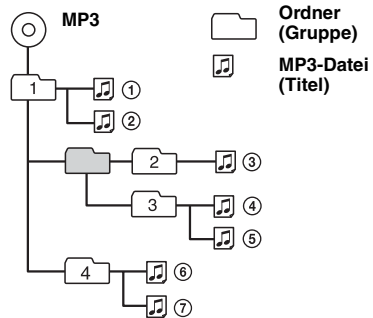 MP3
Ordner
(Gruppe)
MP3-Datei
(Titel)
1
①
②
2
③
3
④
⑤
4
⑥
⑦